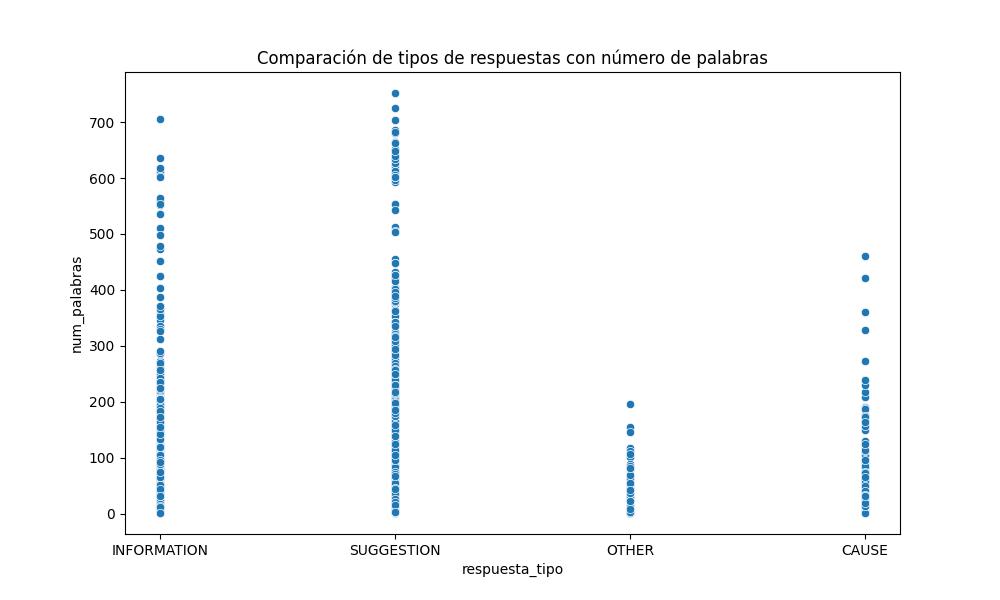 Comparación de tipos de respuestas con número de palabras
num_palabras
700
600
500
400
300
200
100
0
INFORMATION SUGGESTION OTHER CAUSE
respuesta_tipo